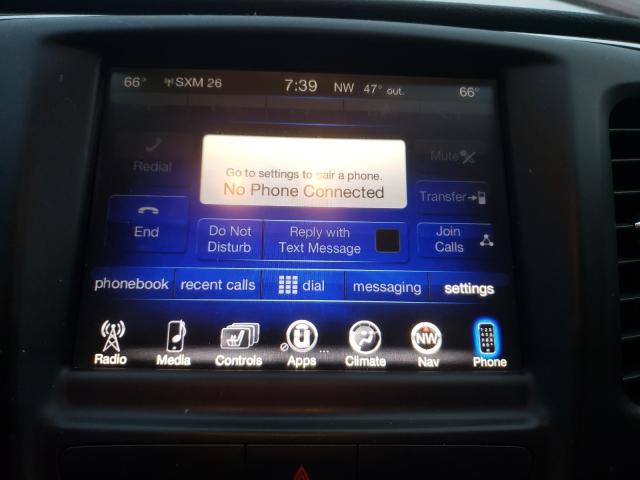 66° SXM 26 7:39 NW 47° out. 66°
Redial
Go to settings to pair a phone.
No Phone Connected
Mute
Transfer
End
Do Not
Disturb
Reply with
Text Message
Join
Calls
phonebook recent calls dial messaging settings
NW
Radio Media Controls Apps Climate Nav Phone